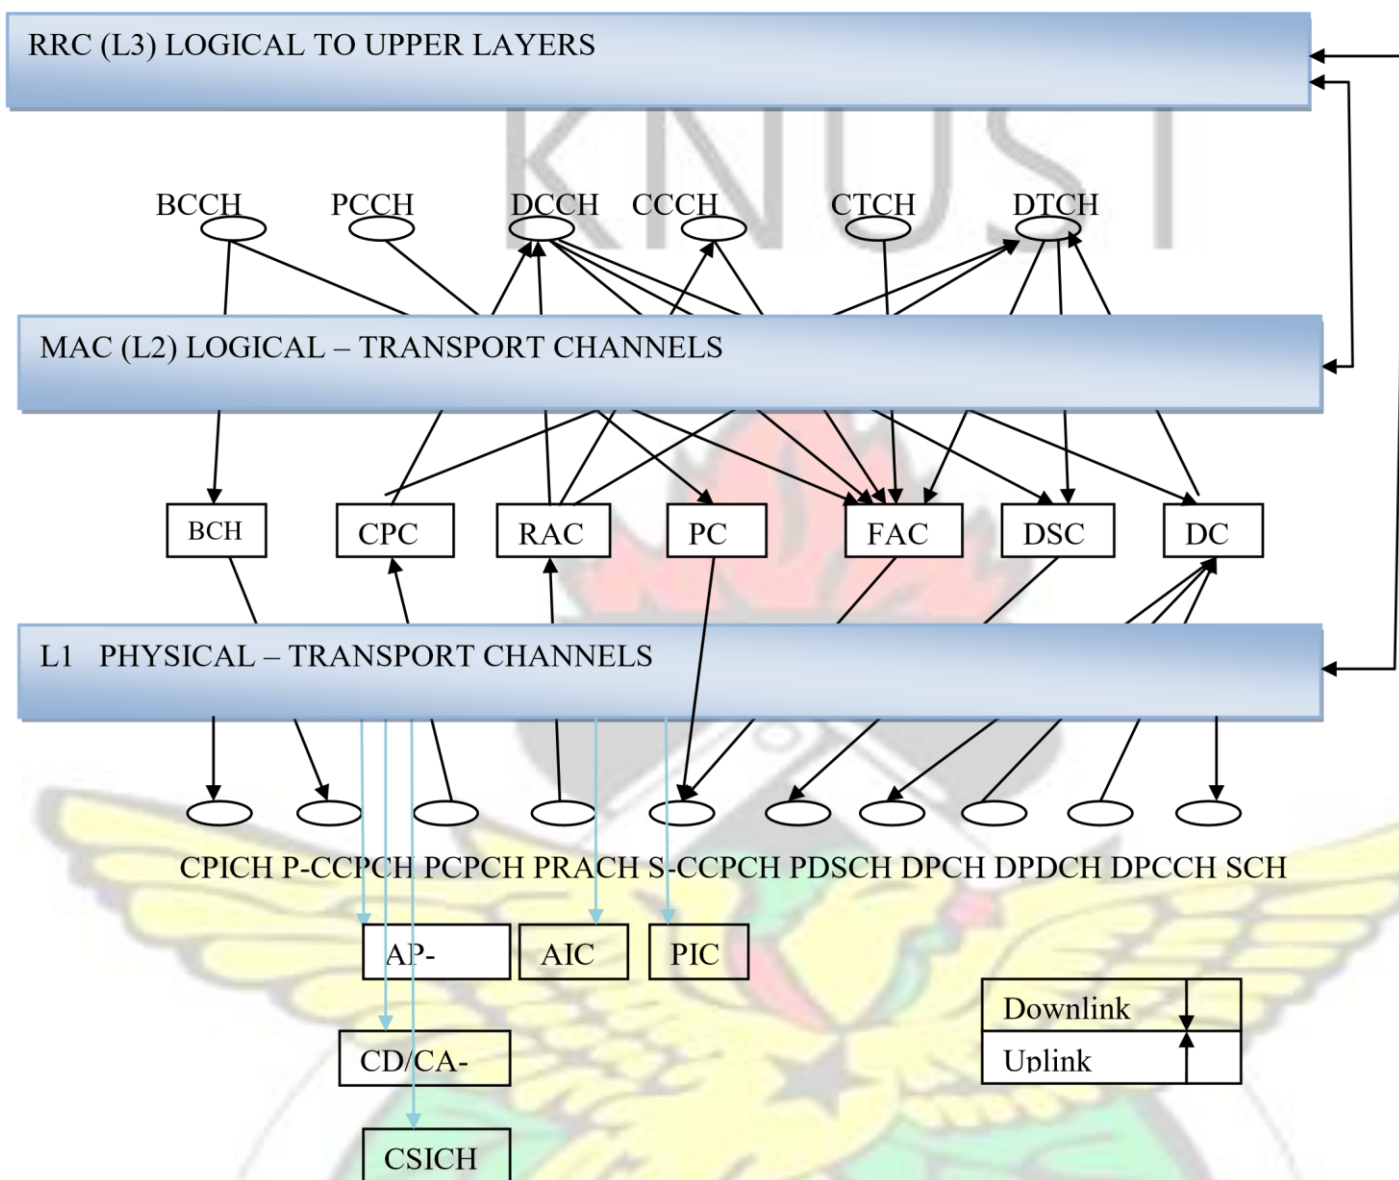 RRC (L3) LOGICAL TO UPPER LAYERS
KNUST
BCCH PCCH DCCH CCCH CTCH DTCH
MAC (L2) LOGICAL – TRANSPORT CHANNELS
BCH CPC RAC PC FAC DSC DC
L1 PHYSICAL – TRANSPORT CHANNELS
CPICH P-CCPCH PCPCH PRACH S-CCPCH PDSCH DPCH DPDCH DPCCH SCH
AP- AIC PIC
Downlink
CD/CA-
Uplink
CSICH